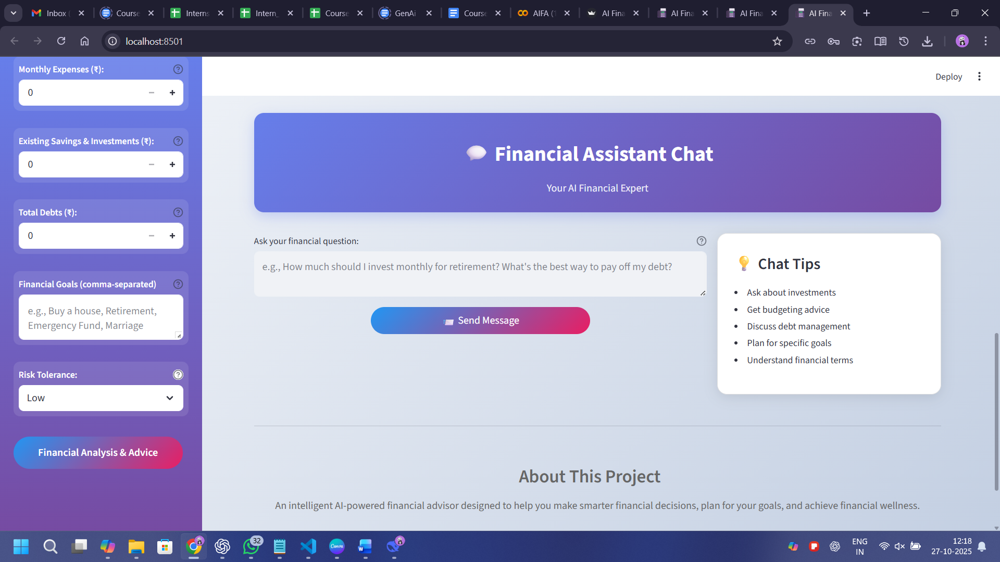 Inbox (
Course
Interns
Intern_
Course
GenAi
Course
AIFA (1
AI Fina
AI Fina
AI Fina
AI Fina
localhost:8501
Deploy
Monthly Expenses (₹):
0
Existing Savings & Investments (₹):
0
Total Debts (₹):
0
Financial Goals (comma-separated)
e.g., Buy a house, Retirement,
Emergency Fund, Marriage
Risk Tolerance:
Low
Financial Analysis & Advice
Financial Assistant Chat
Your AI Financial Expert
Ask your financial question:
e.g., How much should I invest monthly for retirement? What's the best way to pay off my debt?
Send Message
Chat Tips
Ask about investments
Get budgeting advice
Discuss debt management
Plan for specific goals
Understand financial terms
About This Project
An intelligent AI-powered financial advisor designed to help you make smarter financial decisions, plan for your goals, and achieve financial wellness.
32
Canva
W
ENG
IN
12:18
27-10-2025